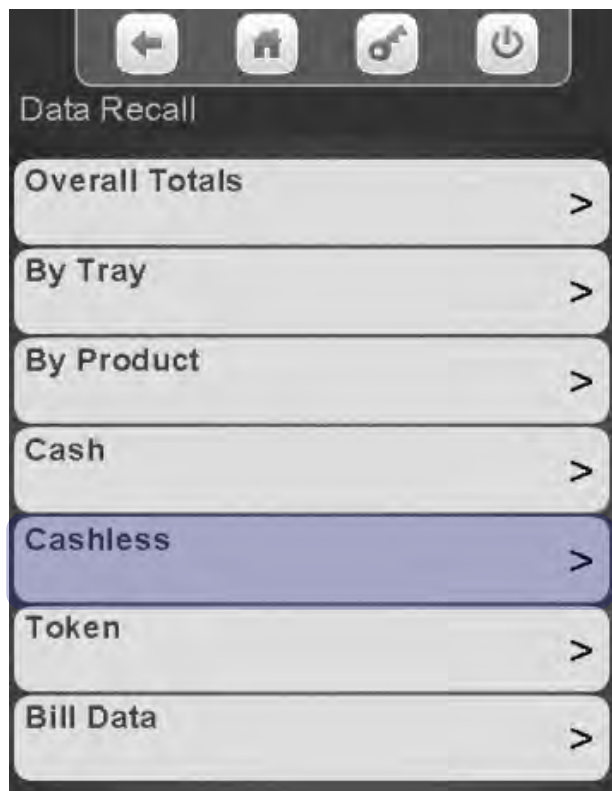 Data Recall
Overall Totals
>
By Tray
>
By Product
>
Cash
>
Cashless
>
Token
>
Bill Data
>